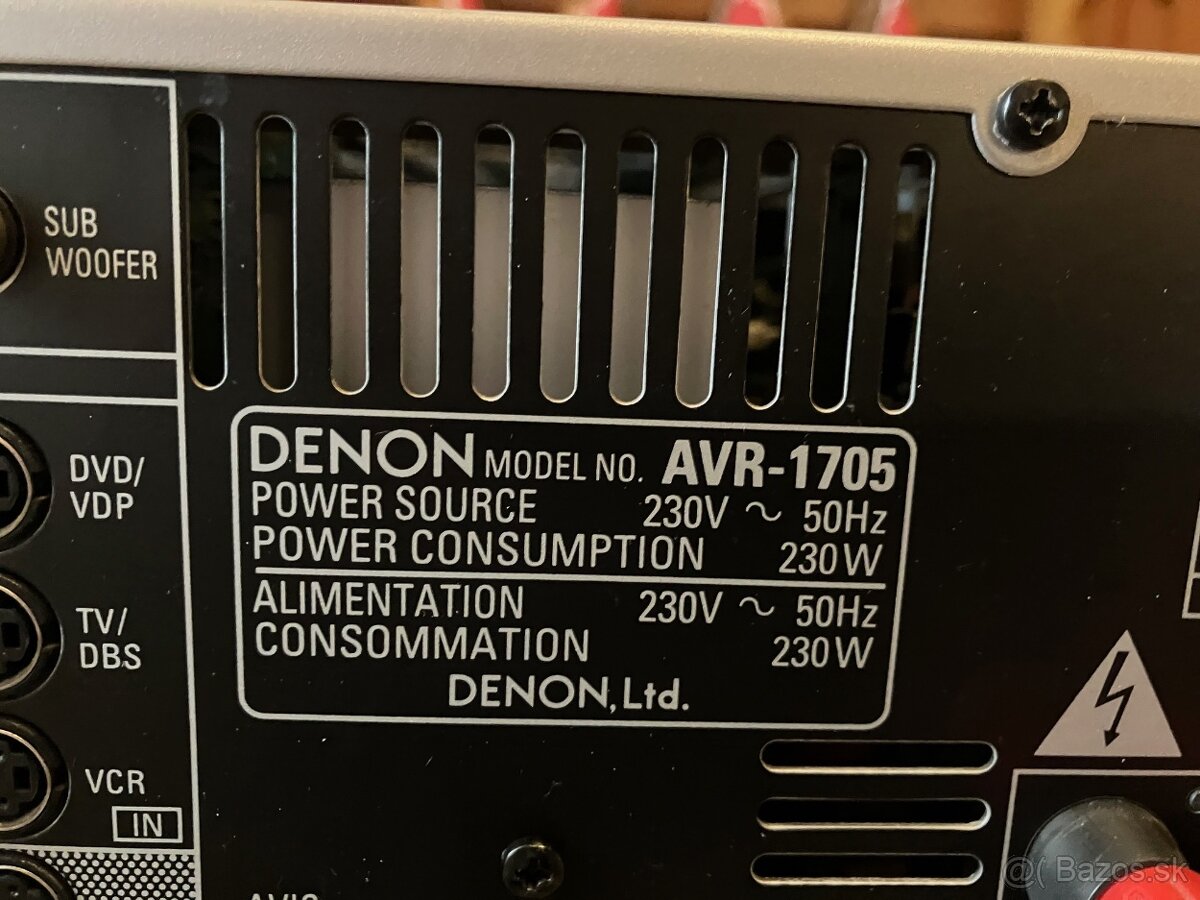 SUB
WOOFER
DVD/
VDP
TV/
DBS
VCR
IN
DENON MODEL NO. AVR-1705
POWER SOURCE 230V ~ 50Hz
POWER CONSUMPTION 230W
ALIMENTATION 230V ~ 50Hz
CONSOMMATION 230W
DENON, Ltd.
Bazos.sk